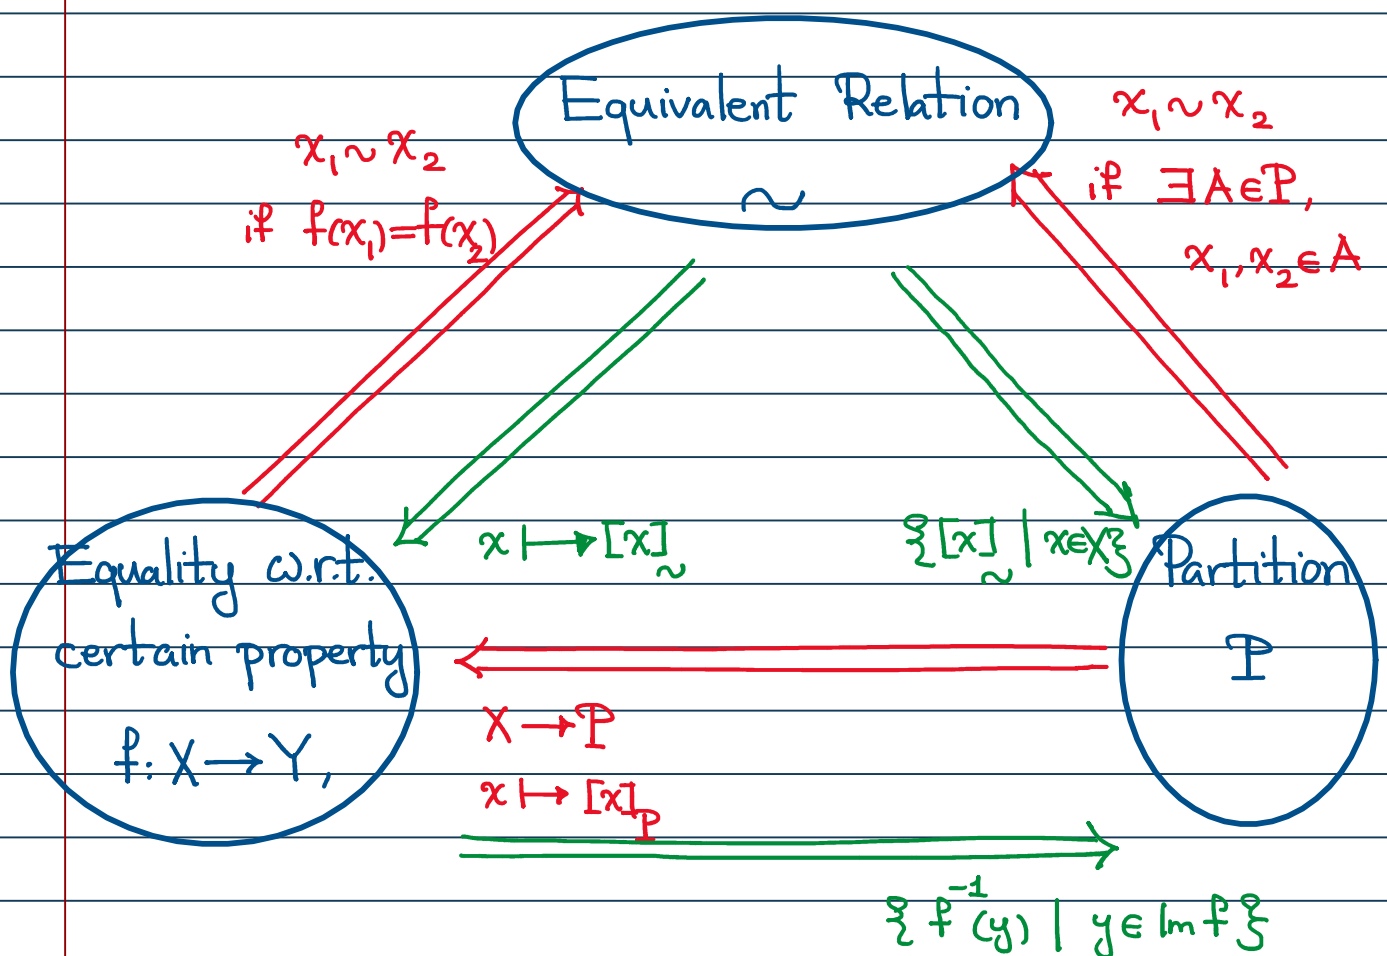 Equivalent Relation
~
x₁ ~ x₂
if f(x₁)=f(x₂)
x₁ ~ x₂
if ∃A∈P,
x₁, x₂ ∈ A
x ↦ [x]~
{[x]~ | x∈X}
Equality w.r.t.
certain property
f: X → Y,
Partition
P
X → P
x ↦ [x]P
{f⁻¹(y) | y ∈ Im f}